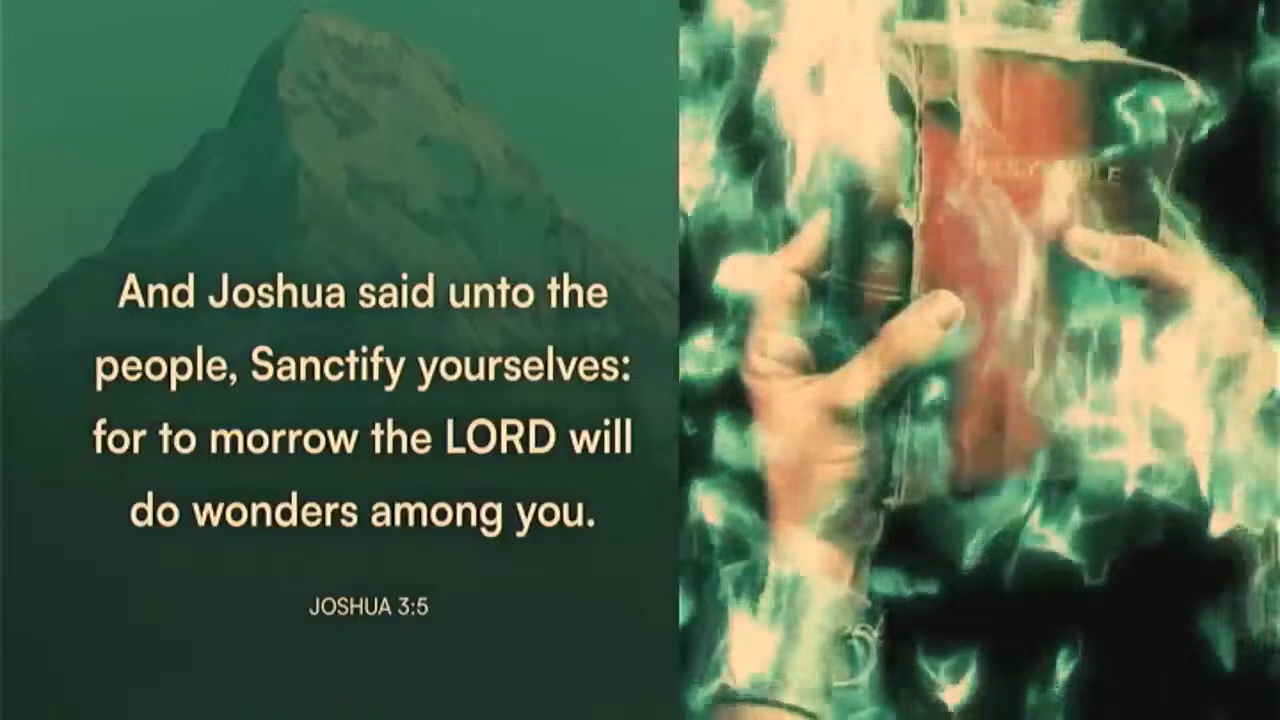 And Joshua said unto the
people, Sanctify yourselves:
for to morrow the LORD will
do wonders among you.
JOSHUA 3:5